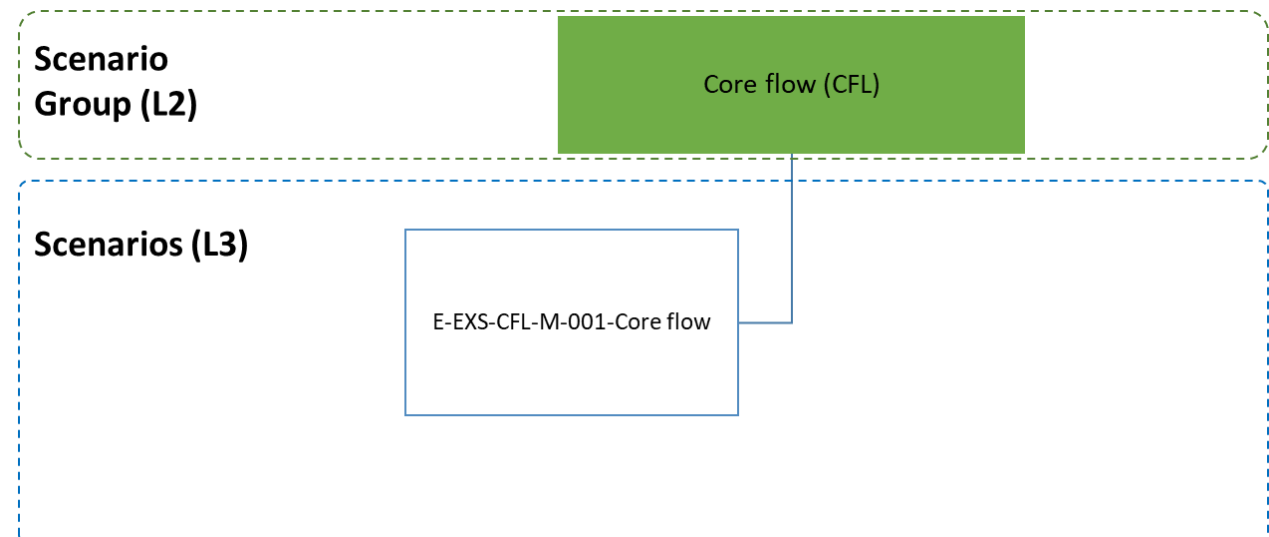 Scenario
Group (L2)
Core flow (CFL)
Scenarios (L3)
E-EXS-CFL-M-001-Core flow